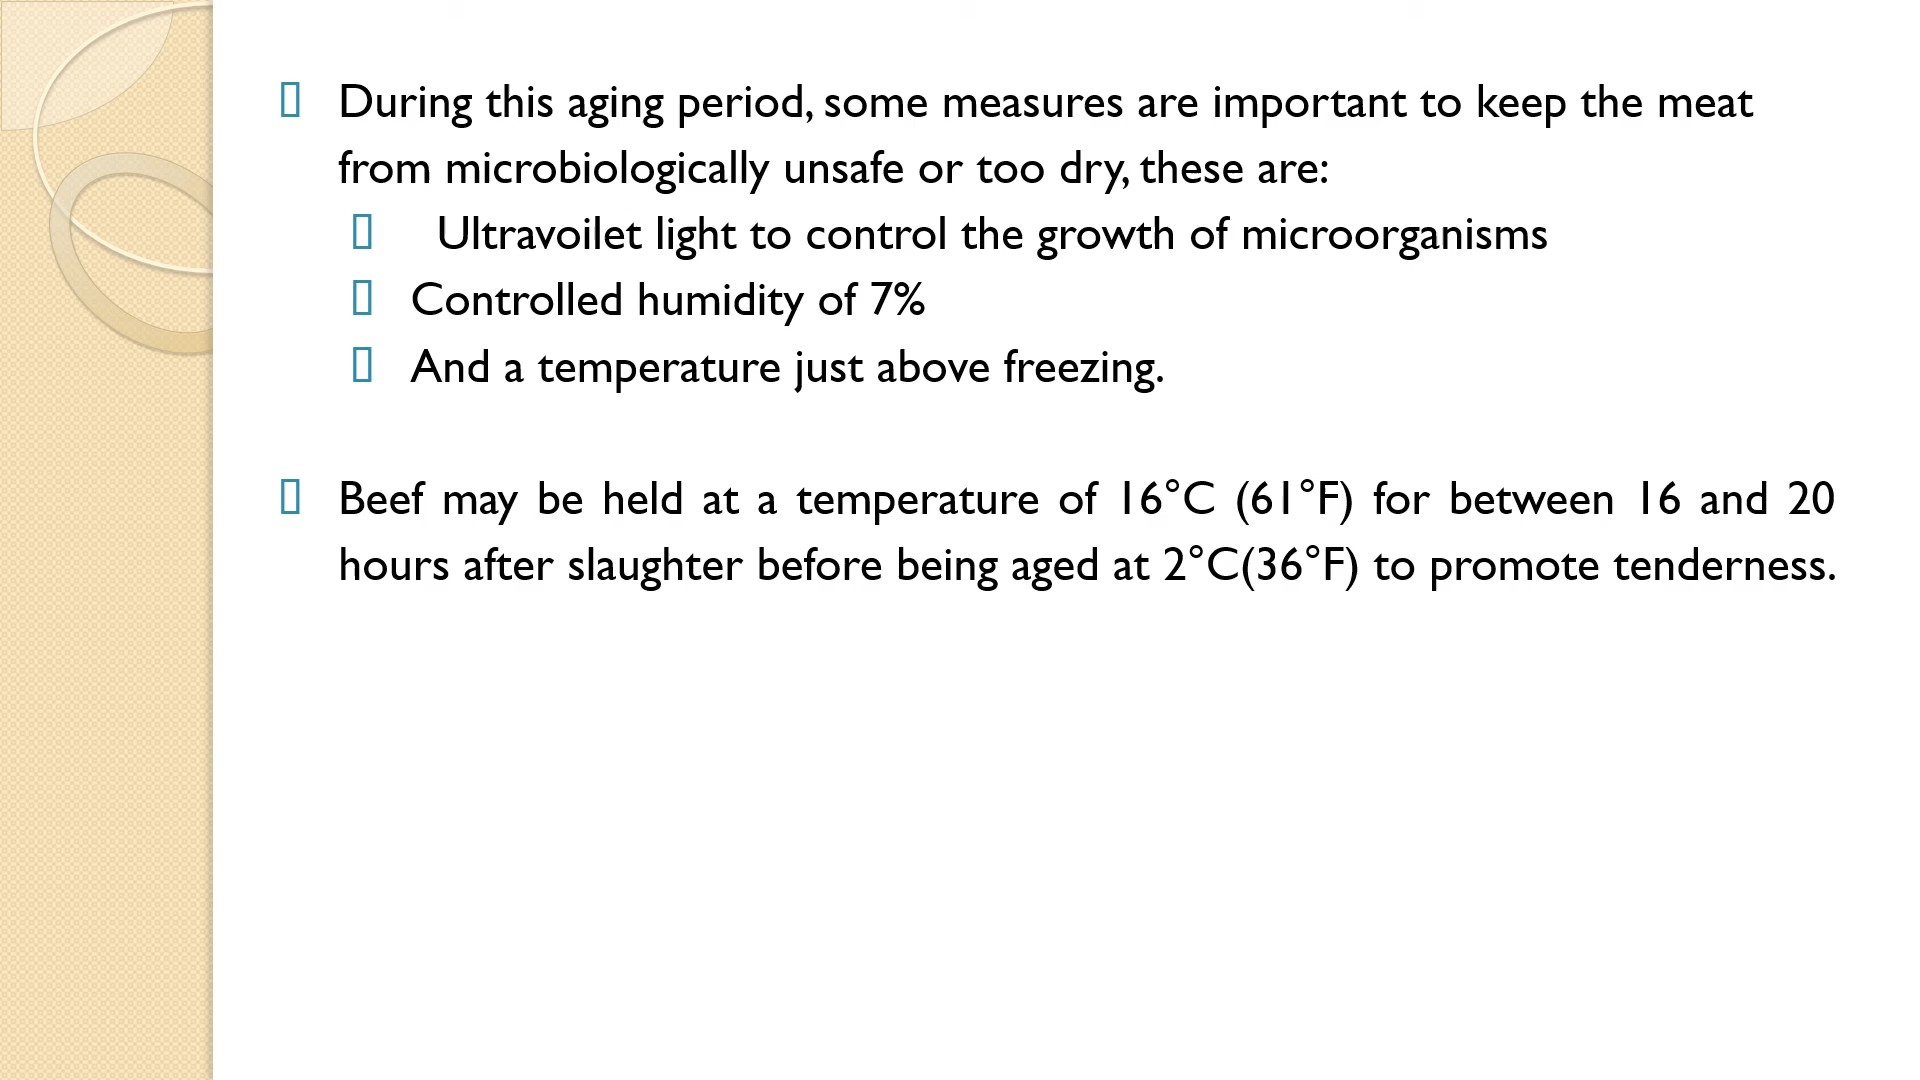 During this aging period, some measures are important to keep the meat
from microbiologically unsafe or too dry, these are:
Ultravoilet light to control the growth of microorganisms
Controlled humidity of 7%
And a temperature just above freezing.
Beef may be held at a temperature of 16°C (61°F) for between 16 and 20
hours after slaughter before being aged at 2°C(36°F) to promote tenderness.